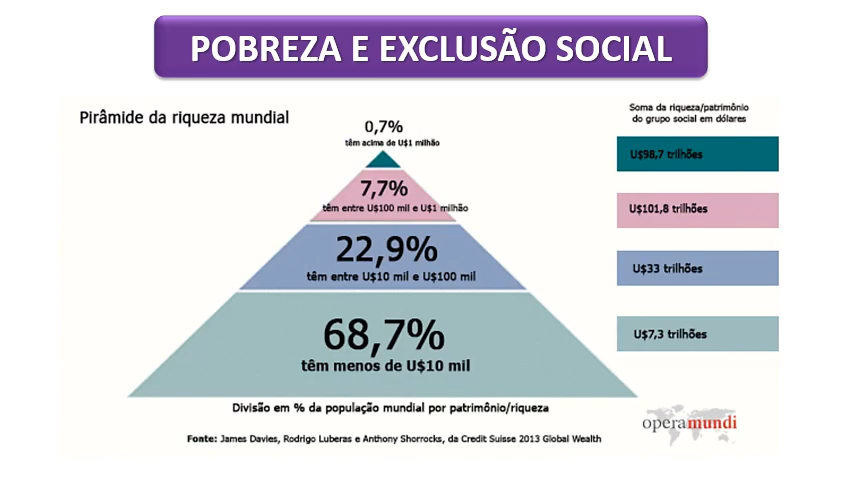 POBREZA E EXCLUSÃO SOCIAL
Pirâmide da riqueza mundial
Soma da riqueza/patrimônio
do grupo social em dólares
0,7%
têm acima de U$1 milhão
U$98,7 trilhões
7,7%
têm entre U$100 mil e U$1 milhão
U$101,8 trilhões
22,9%
têm entre U$10 mil e U$100 mil
U$33 trilhões
68,7%
têm menos de U$10 mil
U$7,3 trilhões
Divisão em % da população mundial por patrimônio/riqueza
operamundi
Fonte: James Davies, Rodrigo Luberas e Anthony Shorrocks, da Credit Suisse 2013 Global Wealth